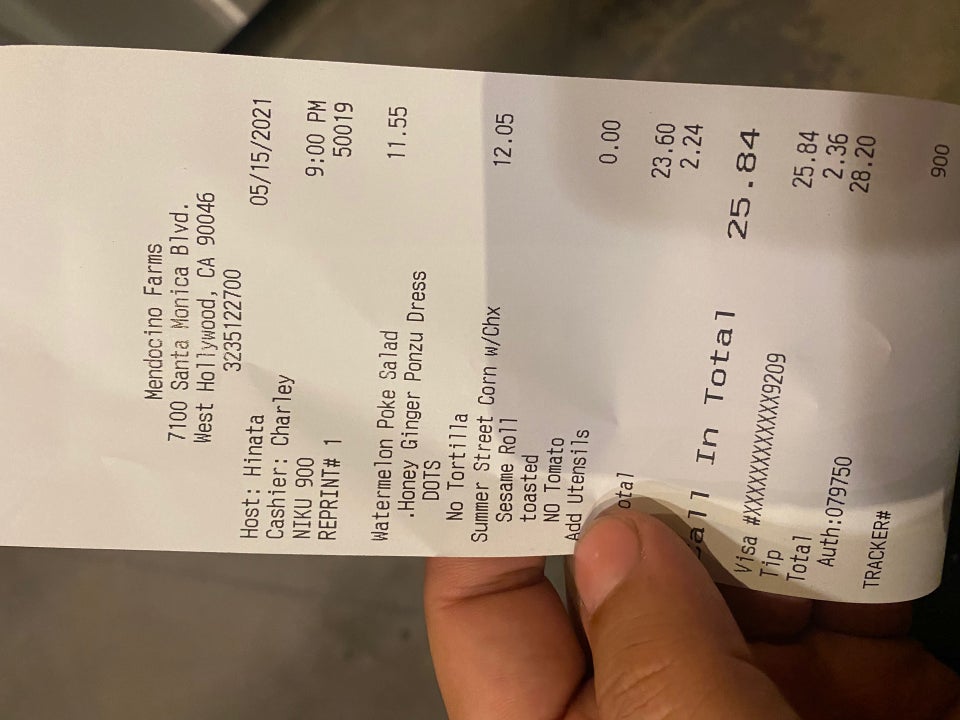 Mendocino Farms
7100 Santa Monica Blvd.
West Hollywood, CA 90046
3235122700
Host: Hinata 05/15/2021
Cashier: Charley
NIKU 900 9:00 PM
REPRINT# 1 50019
Watermelon Poke Salad 11.55
.Honey Ginger Ponzu Dress
DOTS
No Tortilla
Summer Street Corn w/Chx 12.05
Sesame Roll
toasted
NO Tomato
Add Utensils 0.00
otal 23.60
2.24
all In Total 25.84
Visa #XXXXXXXXXXXXX9209 25.84
Tip 2.36
Total 28.20
Auth:079750
TRACKER# 900